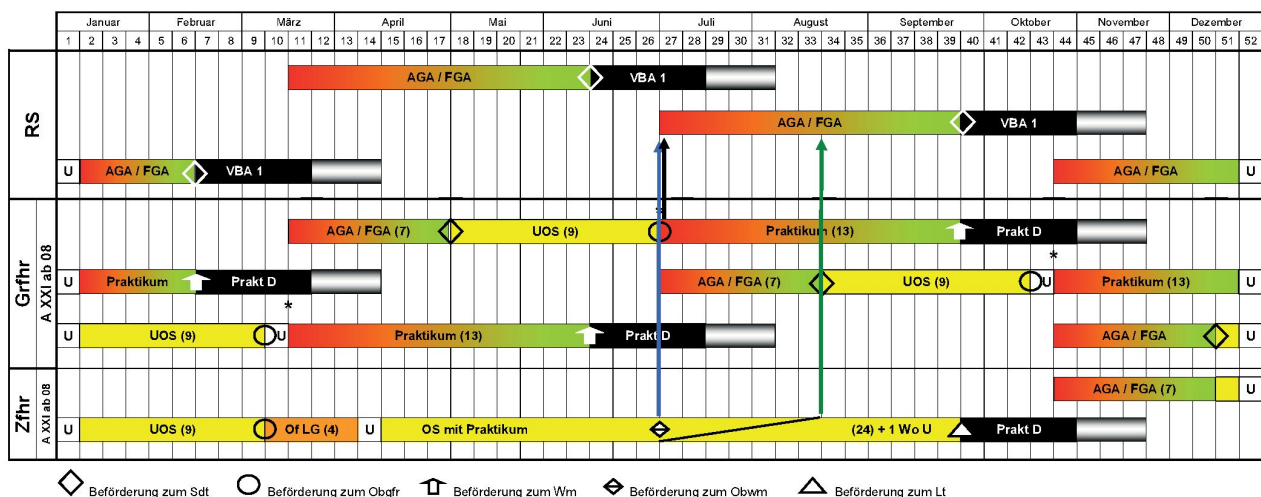 Januar Februar März April Mai Juni Juli August September Oktober November Dezember
1 2 3 4 5 6 7 8 9 10 11 12 13 14 15 16 17 18 19 20 21 22 23 24 25 26 27 28 29 30 31 32 33 34 35 36 37 38 39 40 41 42 43 44 45 46 47 48 49 50 51 52
RS
AGA / FGA VBA 1
AGA / FGA VBA 1
U AGA / FGA VBA 1 AGA / FGA U
Grfhr
A XXI ab 08
*
AGA / FGA (7) UOS (9) Praktikum (13) Prakt D
*
U Praktikum Prakt D AGA / FGA (7) UOS (9) U Praktikum (13) U
*
U UOS (9) U Praktikum (13) Prakt D AGA / FGA U
Zfhr
A XXI ab 08
AGA / FGA (7) U
U UOS (9) Of LG (4) U OS mit Praktikum (24) + 1 Wo U Prakt D
Beförderung zum Sdt Beförderung zum Obgfr Beförderung zum Wm Beförderung zum Obwm Beförderung zum Lt